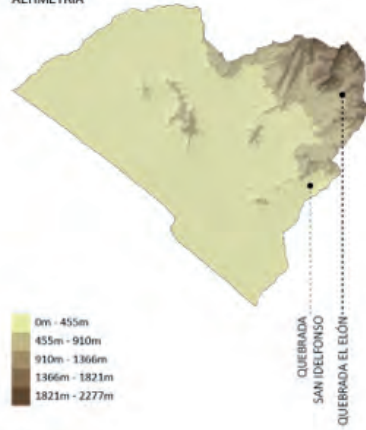 ALTIMETRÍA
0m - 455m
455m - 910m
910m - 1366m
1366m - 1821m
1821m - 2277m
QUEBRADA
SAN IDELFONSO
QUEBRADA EL ELÓN